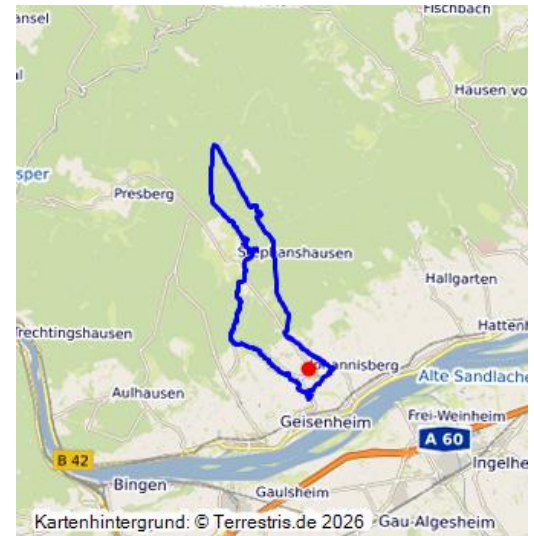 ansel
Fischbach
al
Hausen vo
sper
Presberg
Stephanshausen
Hallgarten
Hattenh
Trechtingshausen
Johannisberg
Alte Sandlache
Aulhausen
Frei-Weinheim
Geisenheim
A 60
B 42
Ingelhe
Bingen
Gaulsheim
Kartenhintergrund: © Terrestris.de 2026
Gau-Algesheim